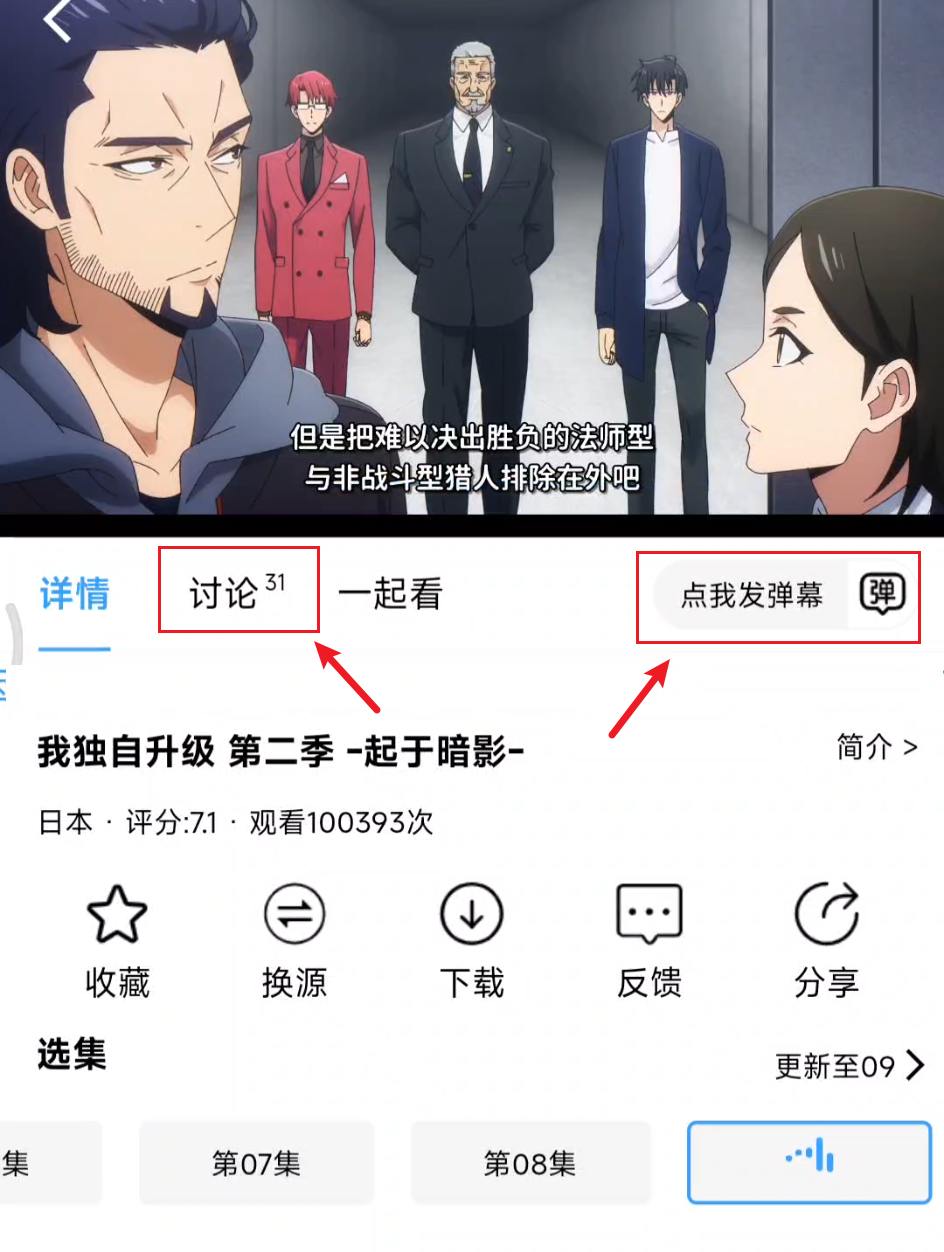 但是把难以决出胜负的法师型
与非战斗型猎人排除在外吧
详情 讨论31 一起看 点我发弹幕 弹
我独自升级 第二季 -起于暗影- 简介 >
日本 · 评分:7.1 · 观看100393次
收藏 换源 下载 反馈 分享
选集 更新至09
集 第07集 第08集